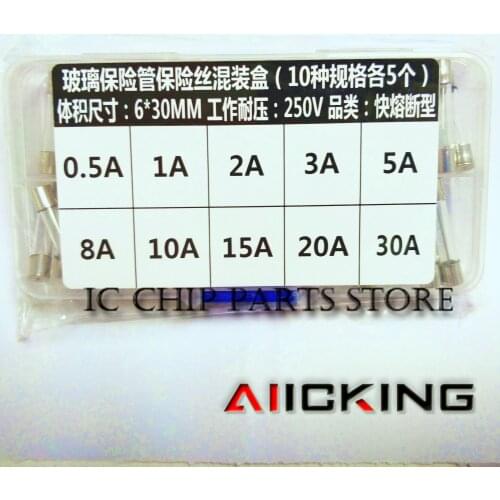 玻璃保险管保险丝混装盒（10种规格各5个）
体积尺寸：6*30MM 工作耐压：250V 品类：快熔断型
0.5A 1A 2A 3A 5A
8A 10A 15A 20A 30A
IC CHIP PARTS STORE
AIICKING